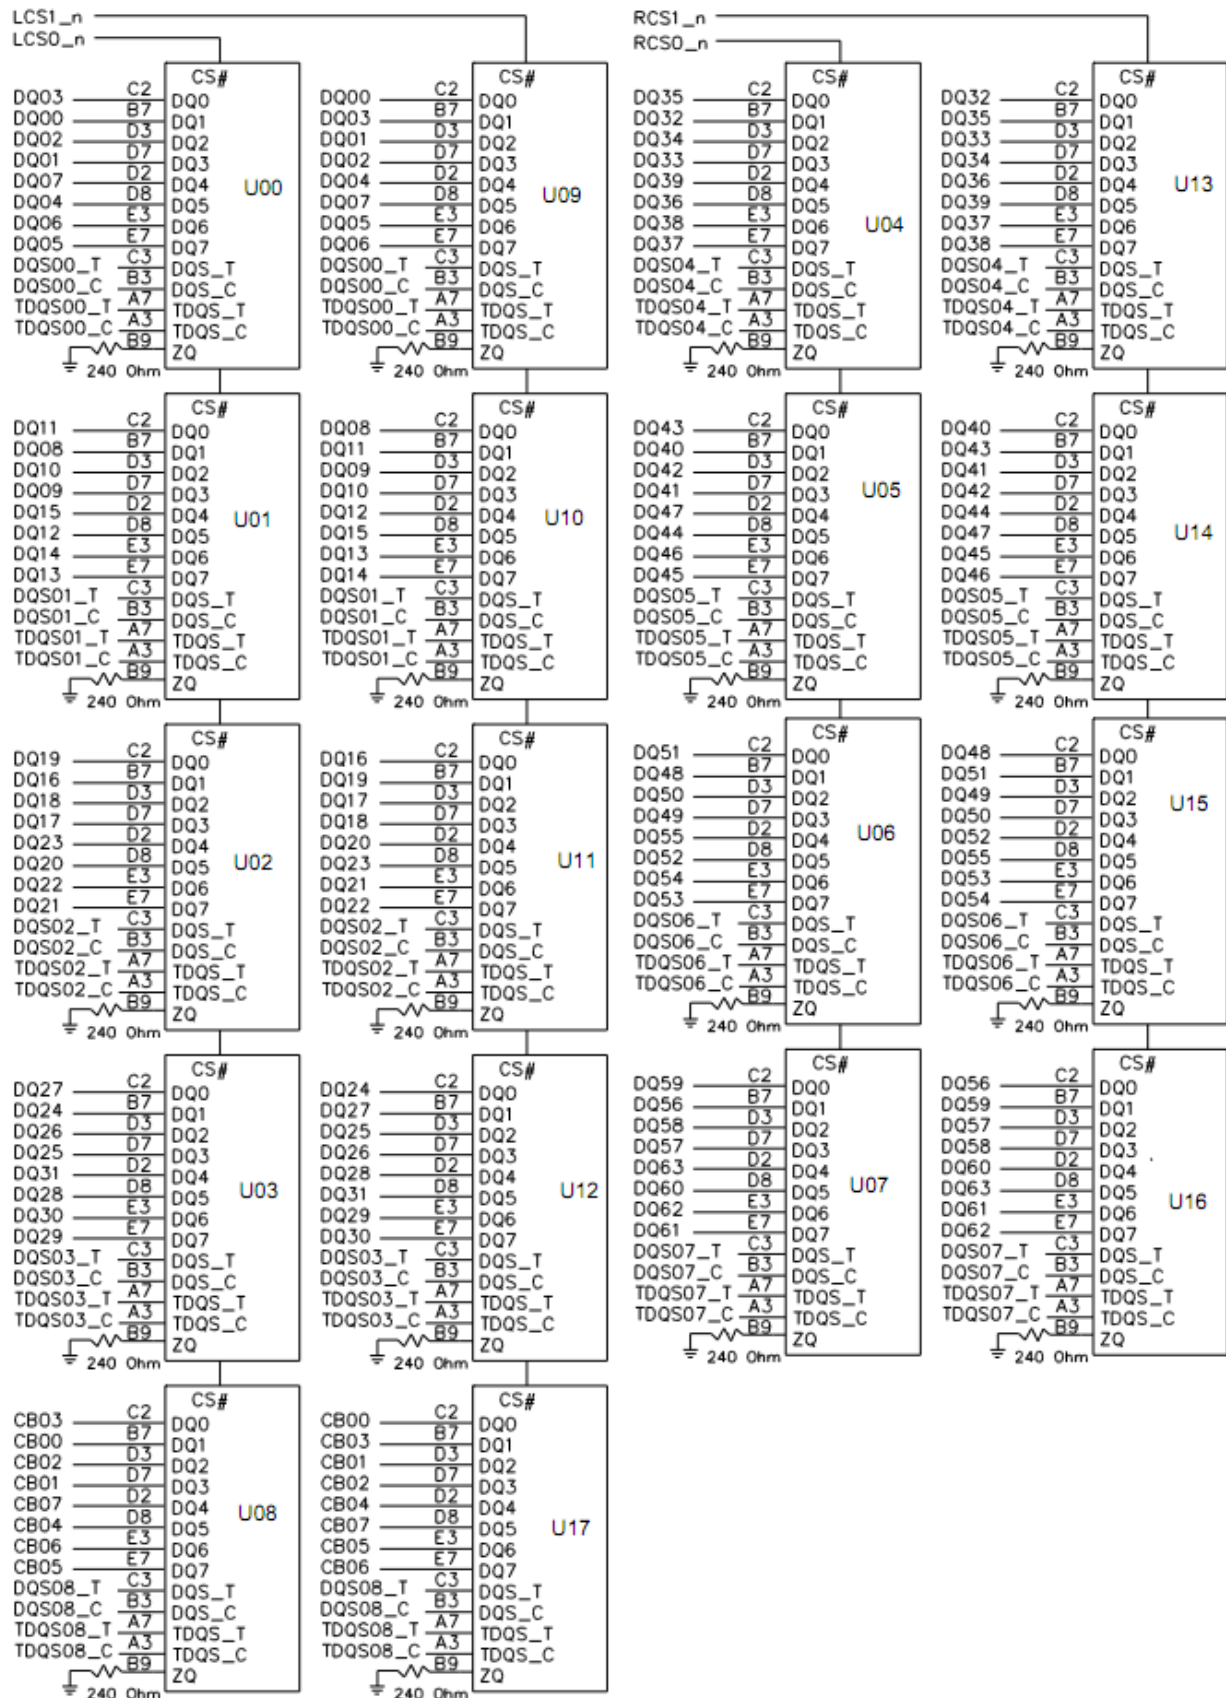 LCS1_n
LCS0_n
RCS1_n
RCS0_n
CS#
DQ03 C2 DQ0
DQ00 B7 DQ1
DQ02 D3 DQ2
DQ01 D7 DQ3
DQ07 D2 DQ4
U00
DQ04 D8 DQ5
DQ06 E3 DQ6
DQ05 E7 DQ7
DQS00_T C3 DQS_T
DQS00_C B3 DQS_C
TDQS00_T A7 TDQS_T
TDQS00_C A3 TDQS_C
B9 ZQ
240 Ohm
CS#
DQ00 C2 DQ0
DQ03 B7 DQ1
DQ01 D3 DQ2
DQ02 D7 DQ3
DQ04 D2 DQ4
U09
DQ07 D8 DQ5
DQ05 E3 DQ6
DQ06 E7 DQ7
DQS00_T C3 DQS_T
DQS00_C B3 DQS_C
TDQS00_T A7 TDQS_T
TDQS00_C A3 TDQS_C
B9 ZQ
240 Ohm
CS#
DQ35 C2 DQ0
DQ32 B7 DQ1
DQ34 D3 DQ2
DQ33 D7 DQ3
DQ39 D2 DQ4
DQ36 D8 DQ5
DQ38 E3 DQ6
U04
DQ37 E7 DQ7
DQS04_T C3 DQS_T
DQS04_C B3 DQS_C
TDQS04_T A7 TDQS_T
TDQS04_C A3 TDQS_C
B9 ZQ
240 Ohm
CS#
DQ32 C2 DQ0
DQ35 B7 DQ1
DQ33 D3 DQ2
DQ34 D7 DQ3
DQ36 D2 DQ4
U13
DQ39 D8 DQ5
DQ37 E3 DQ6
DQ38 E7 DQ7
DQS04_T C3 DQS_T
DQS04_C B3 DQS_C
TDQS04_T A7 TDQS_T
TDQS04_C A3 TDQS_C
B9 ZQ
240 Ohm
CS#
DQ11 C2 DQ0
DQ08 B7 DQ1
DQ10 D3 DQ2
DQ09 D7 DQ3
DQ15 D2 DQ4
U01
DQ12 D8 DQ5
DQ14 E3 DQ6
DQ13 E7 DQ7
DQS01_T C3 DQS_T
DQS01_C B3 DQS_C
TDQS01_T A7 TDQS_T
TDQS01_C A3 TDQS_C
B9 ZQ
240 Ohm
CS#
DQ08 C2 DQ0
DQ11 B7 DQ1
DQ09 D3 DQ2
DQ10 D7 DQ3
DQ12 D2 DQ4
U10
DQ15 D8 DQ5
DQ13 E3 DQ6
DQ14 E7 DQ7
DQS01_T C3 DQS_T
DQS01_C B3 DQS_C
TDQS01_T A7 TDQS_T
TDQS01_C A3 TDQS_C
B9 ZQ
240 Ohm
CS#
DQ43 C2 DQ0
DQ40 B7 DQ1
DQ42 D3 DQ2
DQ41 D7 DQ3
U05
DQ47 D2 DQ4
DQ44 D8 DQ5
DQ46 E3 DQ6
DQ45 E7 DQ7
DQS05_T C3 DQS_T
DQS05_C B3 DQS_C
TDQS05_T A7 TDQS_T
TDQS05_C A3 TDQS_C
B9 ZQ
240 Ohm
CS#
DQ40 C2 DQ0
DQ43 B7 DQ1
DQ41 D3 DQ2
DQ42 D7 DQ3
DQ44 D2 DQ4
DQ47 D8 DQ5
U14
DQ45 E3 DQ6
DQ46 E7 DQ7
DQS05_T C3 DQS_T
DQS05_C B3 DQS_C
TDQS05_T A7 TDQS_T
TDQS05_C A3 TDQS_C
B9 ZQ
240 Ohm
CS#
DQ19 C2 DQ0
DQ16 B7 DQ1
DQ18 D3 DQ2
DQ17 D7 DQ3
DQ23 D2 DQ4
DQ20 D8 DQ5
U02
DQ22 E3 DQ6
DQ21 E7 DQ7
DQS02_T C3 DQS_T
DQS02_C B3 DQS_C
TDQS02_T A7 TDQS_T
TDQS02_C A3 TDQS_C
B9 ZQ
240 Ohm
CS#
DQ16 C2 DQ0
DQ19 B7 DQ1
DQ17 D3 DQ2
DQ18 D7 DQ3
DQ20 D2 DQ4
DQ23 D8 DQ5
U11
DQ21 E3 DQ6
DQ22 E7 DQ7
DQS02_T C3 DQS_T
DQS02_C B3 DQS_C
TDQS02_T A7 TDQS_T
TDQS02_C A3 TDQS_C
B9 ZQ
240 Ohm
CS#
DQ51 C2 DQ0
DQ48 B7 DQ1
DQ50 D3 DQ2
DQ49 D7 DQ3
U06
DQ55 D2 DQ4
DQ52 D8 DQ5
DQ54 E3 DQ6
DQ53 E7 DQ7
DQS06_T C3 DQS_T
DQS06_C B3 DQS_C
TDQS06_T A7 TDQS_T
TDQS06_C A3 TDQS_C
B9 ZQ
240 Ohm
CS#
DQ48 C2 DQ0
DQ51 B7 DQ1
DQ49 D3 DQ2
U15
DQ50 D7 DQ3
DQ52 D2 DQ4
DQ55 D8 DQ5
DQ53 E3 DQ6
DQ54 E7 DQ7
DQS06_T C3 DQS_T
DQS06_C B3 DQS_C
TDQS06_T A7 TDQS_T
TDQS06_C A3 TDQS_C
B9 ZQ
240 Ohm
CS#
DQ27 C2 DQ0
DQ24 B7 DQ1
DQ26 D3 DQ2
DQ25 D7 DQ3
DQ31 D2 DQ4
U03
DQ28 D8 DQ5
DQ30 E3 DQ6
DQ29 E7 DQ7
DQS03_T C3 DQS_T
DQS03_C B3 DQS_C
TDQS03_T A7 TDQS_T
TDQS03_C A3 TDQS_C
B9 ZQ
240 Ohm
CS#
DQ24 C2 DQ0
DQ27 B7 DQ1
DQ25 D3 DQ2
DQ26 D7 DQ3
DQ28 D2 DQ4
U12
DQ31 D8 DQ5
DQ29 E3 DQ6
DQ30 E7 DQ7
DQS03_T C3 DQS_T
DQS03_C B3 DQS_C
TDQS03_T A7 TDQS_T
TDQS03_C A3 TDQS_C
B9 ZQ
240 Ohm
CS#
DQ59 C2 DQ0
DQ56 B7 DQ1
DQ58 D3 DQ2
DQ57 D7 DQ3
DQ63 D2 DQ4
U07
DQ60 D8 DQ5
DQ62 E3 DQ6
DQ61 E7 DQ7
DQS07_T C3 DQS_T
DQS07_C B3 DQS_C
TDQS07_T A7 TDQS_T
TDQS07_C A3 TDQS_C
B9 ZQ
240 Ohm
CS#
DQ56 C2 DQ0
DQ59 B7 DQ1
DQ57 D3 DQ2
DQ58 D7 DQ3
DQ60 D2 DQ4
DQ63 D8 DQ5
U16
DQ61 E3 DQ6
DQ62 E7 DQ7
DQS07_T C3 DQS_T
DQS07_C B3 DQS_C
TDQS07_T A7 TDQS_T
TDQS07_C A3 TDQS_C
B9 ZQ
240 Ohm
CS#
CB03 C2 DQ0
CB00 B7 DQ1
CB02 D3 DQ2
CB01 D7 DQ3
CB07 D2 DQ4
U08
CB04 D8 DQ5
CB06 E3 DQ6
CB05 E7 DQ7
DQS08_T C3 DQS_T
DQS08_C B3 DQS_C
TDQS08_T A7 TDQS_T
TDQS08_C A3 TDQS_C
B9 ZQ
240 Ohm
CS#
CB00 C2 DQ0
CB03 B7 DQ1
CB01 D3 DQ2
CB02 D7 DQ3
CB04 D2 DQ4
CB07 D8 DQ5
U17
CB05 E3 DQ6
CB06 E7 DQ7
DQS08_T C3 DQS_T
DQS08_C B3 DQS_C
TDQS08_T A7 TDQS_T
TDQS08_C A3 TDQS_C
B9 ZQ
240 Ohm